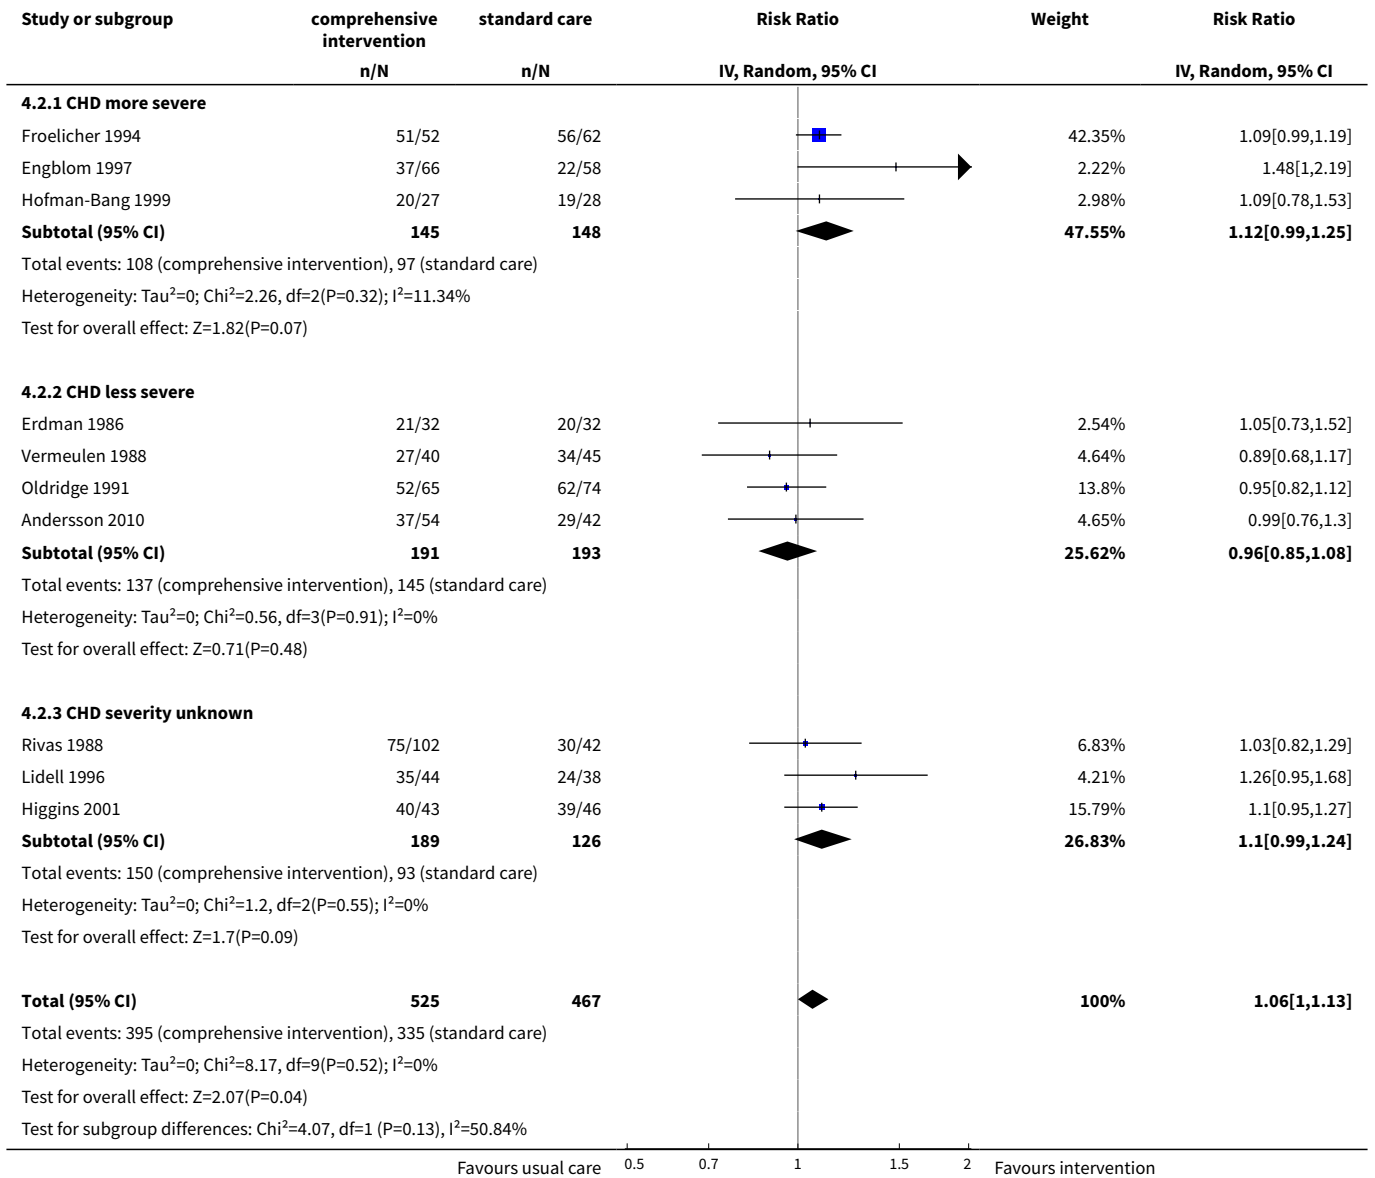 Study or subgroup comprehensive intervention standard care Risk Ratio Weight Risk Ratio
n/N n/N IV, Random, 95% CI IV, Random, 95% CI
4.2.1 CHD more severe
Froelicher 1994 51/52 56/62 42.35% 1.09[0.99,1.19]
Engblom 1997 37/66 22/58 2.22% 1.48[1,2.19]
Hofman-Bang 1999 20/27 19/28 2.98% 1.09[0.78,1.53]
Subtotal (95% CI) 145 148 47.55% 1.12[0.99,1.25]
Total events: 108 (comprehensive intervention), 97 (standard care)
Heterogeneity: Tau²=0; Chi²=2.26, df=2(P=0.32); I²=11.34%
Test for overall effect: Z=1.82(P=0.07)
4.2.2 CHD less severe
Erdman 1986 21/32 20/32 2.54% 1.05[0.73,1.52]
Vermeulen 1988 27/40 34/45 4.64% 0.89[0.68,1.17]
Oldridge 1991 52/65 62/74 13.8% 0.95[0.82,1.12]
Andersson 2010 37/54 29/42 4.65% 0.99[0.76,1.3]
Subtotal (95% CI) 191 193 25.62% 0.96[0.85,1.08]
Total events: 137 (comprehensive intervention), 145 (standard care)
Heterogeneity: Tau²=0; Chi²=0.56, df=3(P=0.91); I²=0%
Test for overall effect: Z=0.71(P=0.48)
4.2.3 CHD severity unknown
Rivas 1988 75/102 30/42 6.83% 1.03[0.82,1.29]
Lidell 1996 35/44 24/38 4.21% 1.26[0.95,1.68]
Higgins 2001 40/43 39/46 15.79% 1.1[0.95,1.27]
Subtotal (95% CI) 189 126 26.83% 1.1[0.99,1.24]
Total events: 150 (comprehensive intervention), 93 (standard care)
Heterogeneity: Tau²=0; Chi²=1.2, df=2(P=0.55); I²=0%
Test for overall effect: Z=1.7(P=0.09)
Total (95% CI) 525 467 100% 1.06[1,1.13]
Total events: 395 (comprehensive intervention), 335 (standard care)
Heterogeneity: Tau²=0; Chi²=8.17, df=9(P=0.52); I²=0%
Test for overall effect: Z=2.07(P=0.04)
Test for subgroup differences: Chi²=4.07, df=1 (P=0.13), I²=50.84%
Favours usual care 0.5 0.7 1 1.5 2 Favours intervention